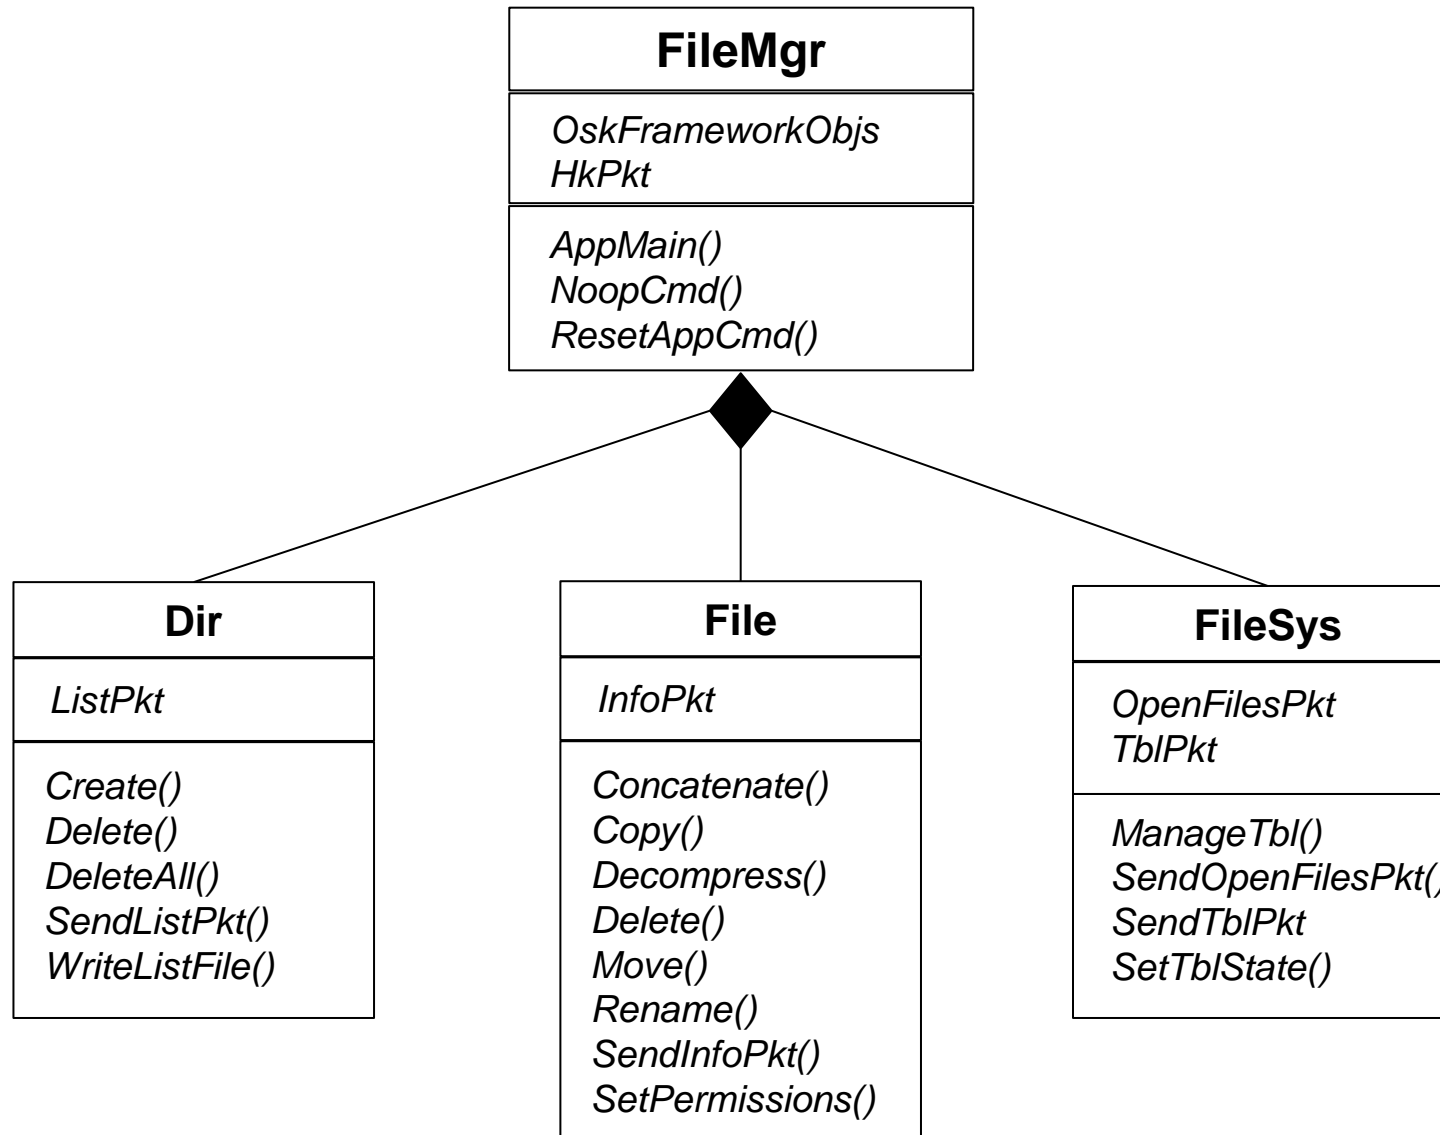 FileMgr
OskFrameworkObjs
HkPkt
AppMain()
NoopCmd()
ResetAppCmd()
Dir
ListPkt
Create()
Delete()
DeleteAll()
SendListPkt()
WriteListFile()
File
InfoPkt
Concatenate()
Copy()
Decompress()
Delete()
Move()
Rename()
SendInfoPkt()
SetPermissions()
FileSys
OpenFilesPkt
TblPkt
ManageTbl()
SendOpenFilesPkt()
SendTblPkt
SetTblState()